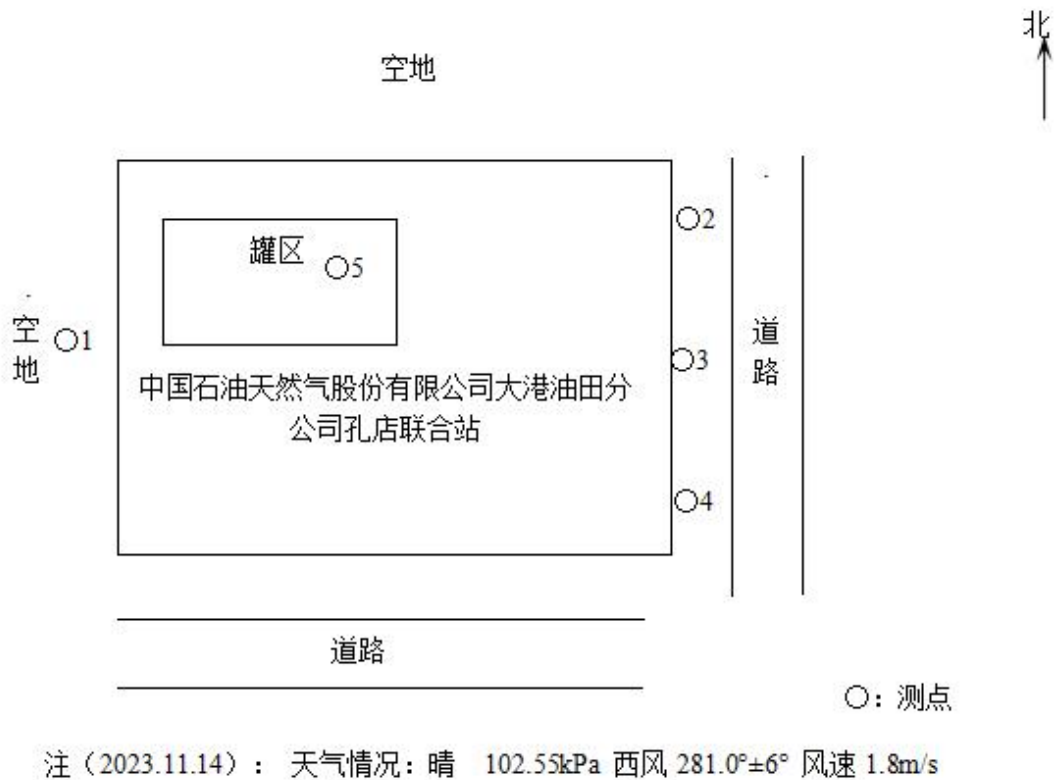 北
空地
○2
罐区
○5
空
地
○1
道
路
○3
中国石油天然气股份有限公司大港油田分
公司孔店联合站
○4
道路
○：测点
注（2023.11.14）： 天气情况：晴 102.55kPa 西风 281.0°±6° 风速 1.8m/s